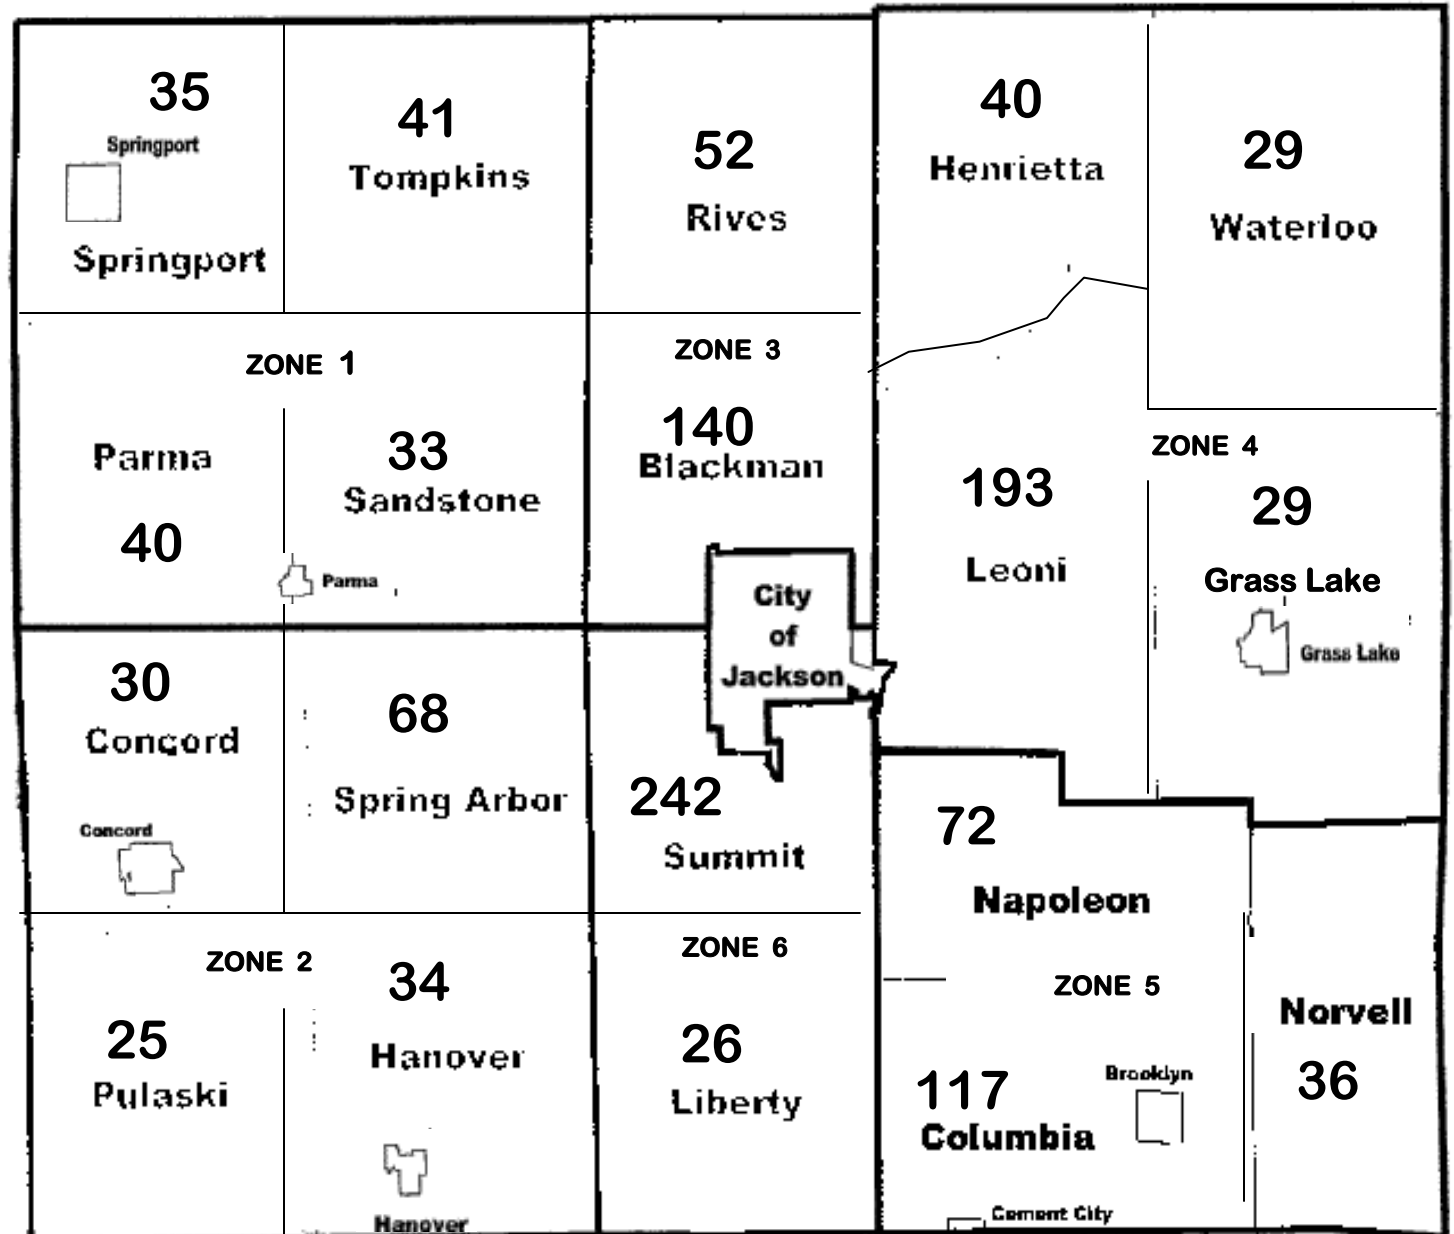 35
Springport
Springport
41
Tompkins
52
Rives
40
Henrietta
29
Waterloo
ZONE 1
Parma
40
33
Sandstone
Parma
ZONE 3
140
Blackman
City
of
Jackson
ZONE 4
193
Leoni
29
Grass Lake
Grass Lake
30
Concord
Concord
68
Spring Arbor
242
Summit
72
Napoleon
ZONE 2
25
Pulaski
34
Hanover
Hanover
ZONE 6
26
Liberty
ZONE 5
117
Columbia
Brooklyn
Cement City
Norvell
36